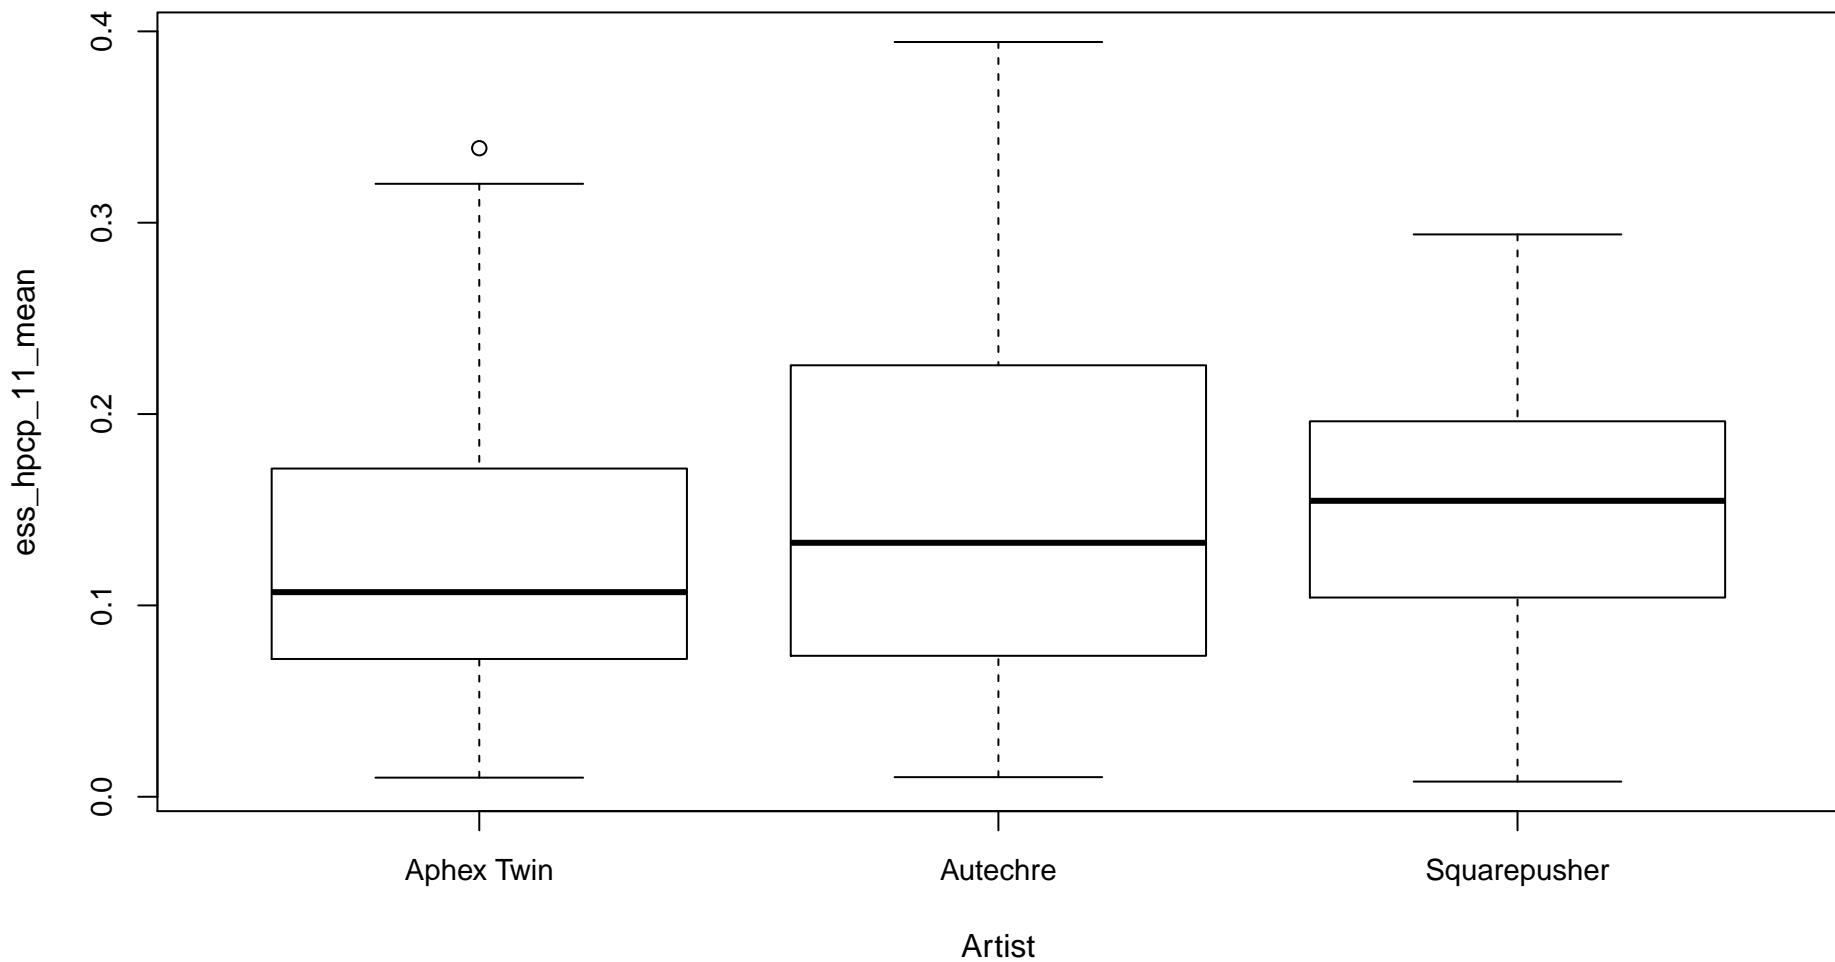 ess_hpcp_11_mean
0.4
0.3
0.2
0.1
0.0
Aphex Twin
Autechre
Squarepusher
Artist